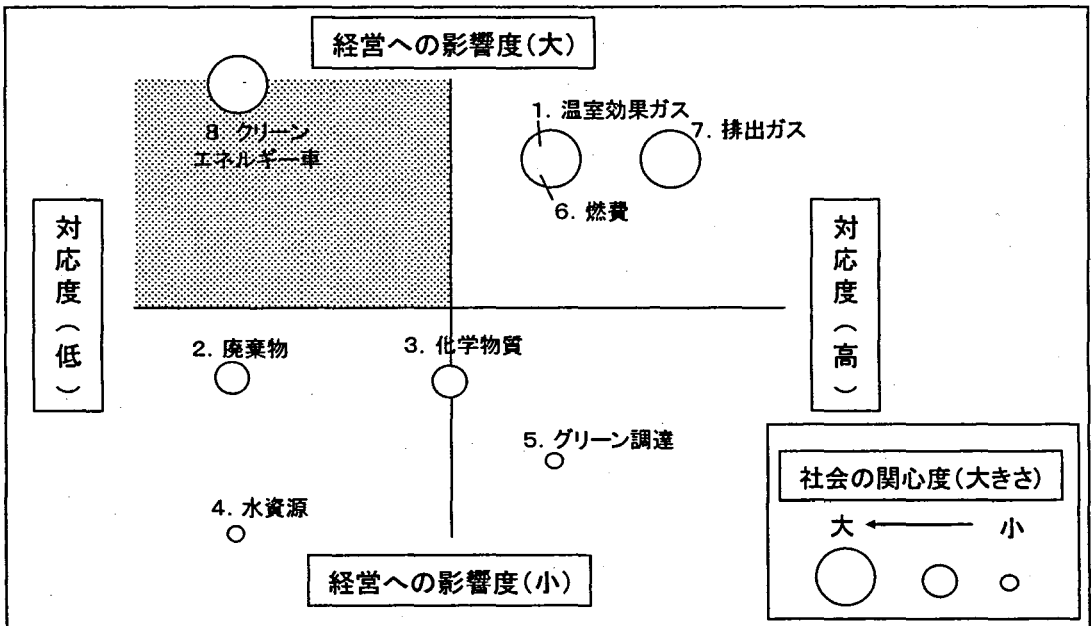 経営への影響度(大)
1. 温室効果ガス
7. 排出ガス
8. クリーン
エネルギー車
6. 燃費
対応度(低)
対応度(高)
2. 廃棄物
3. 化学物質
5. グリーン調達
4. 水資源
経営への影響度(小)
社会の関心度(大きさ)
大 小